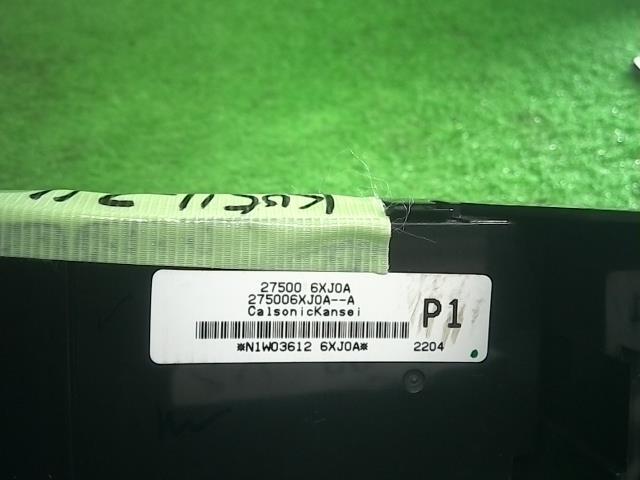 27500 6XJ0A
275006XJ0A--A
CalsonicKansei
P1
*N1W03612 6XJ0A*
2204